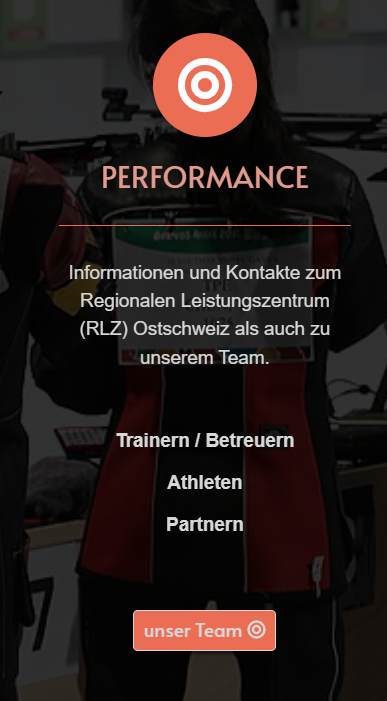 PERFORMANCE
Informationen und Kontakte zum
Regionalen Leistungszentrum
(RLZ) Ostschweiz als auch zu
unserem Team.
Trainern / Betreuern
Athleten
Partnern
unser Team